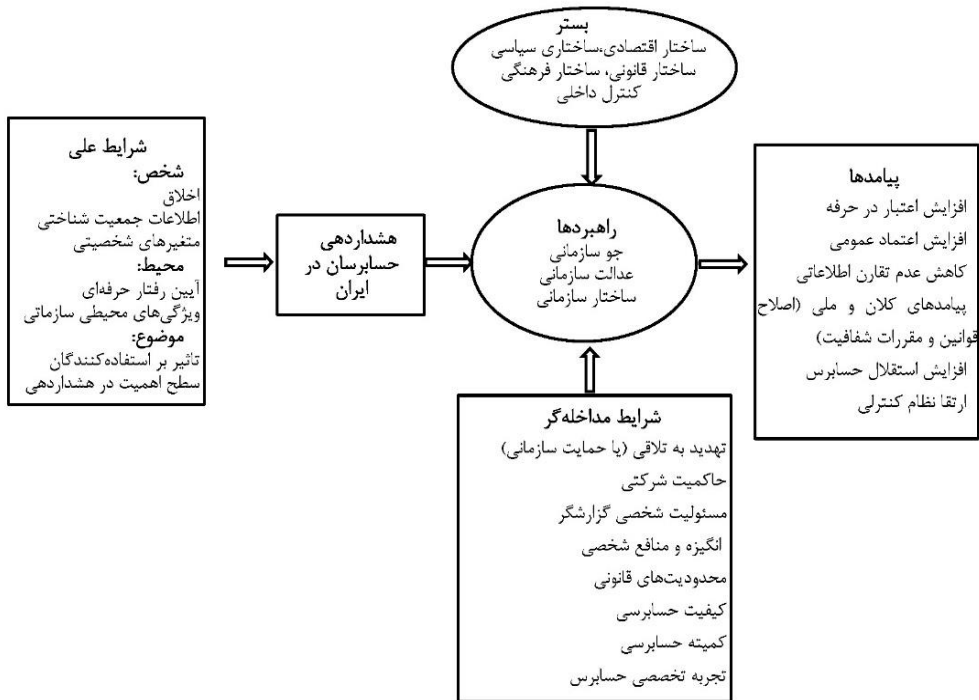 بستر
ساختار اقتصادی،ساختاری سیاسی
ساختار قانونی، ساختار فرهنگی
کنترل داخلی
شرایط علی
شخص:
اخلاق
اطلاعات جمعیت شناختی
متغیرهای شخصیتی
محیط:
آیین رفتار حرفه‌ای
ویژگی‌های محیطی سازمانی
موضوع:
تاثیر بر استفاده‌کنندگان
سطح اهمیت در هشداردهی
هشداردهی
حسابرسان در
ایران
راهبردها
جو سازمانی
عدالت سازمانی
ساختار سازمانی
پیامدها
افزایش اعتبار در حرفه
افزایش اعتماد عمومی
کاهش عدم تقارن اطلاعاتی
پیامدهای کلان و ملی (اصلاح
قوانین و مقررات شفافیت)
افزایش استقلال حسابرس
ارتقا نظام کنترلی
شرایط مداخله‌گر
تهدید به تلاقی (یا حمایت سازمانی)
حاکمیت شرکتی
مسئولیت شخصی گزارشگر
انگیزه و منافع شخصی
محدودیت‌های قانونی
کیفیت حسابرسی
کمیته حسابرسی
تجربه تخصصی حسابرس